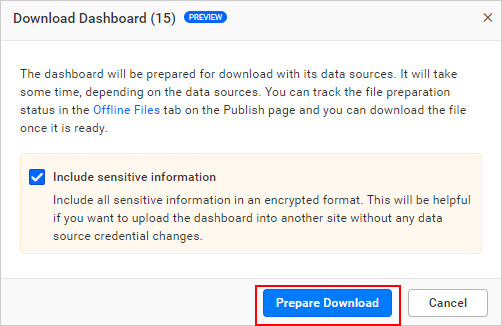 Download Dashboard (15) PREVIEW
The dashboard will be prepared for download with its data sources. It will take
some time, depending on the data sources. You can track the file preparation
status in the Offline Files tab on the Publish page and you can download the file
once it is ready.
Include sensitive information
Include all sensitive information in an encrypted format. This will be helpful
if you want to upload the dashboard into another site without any data
source credential changes.
Prepare Download Cancel